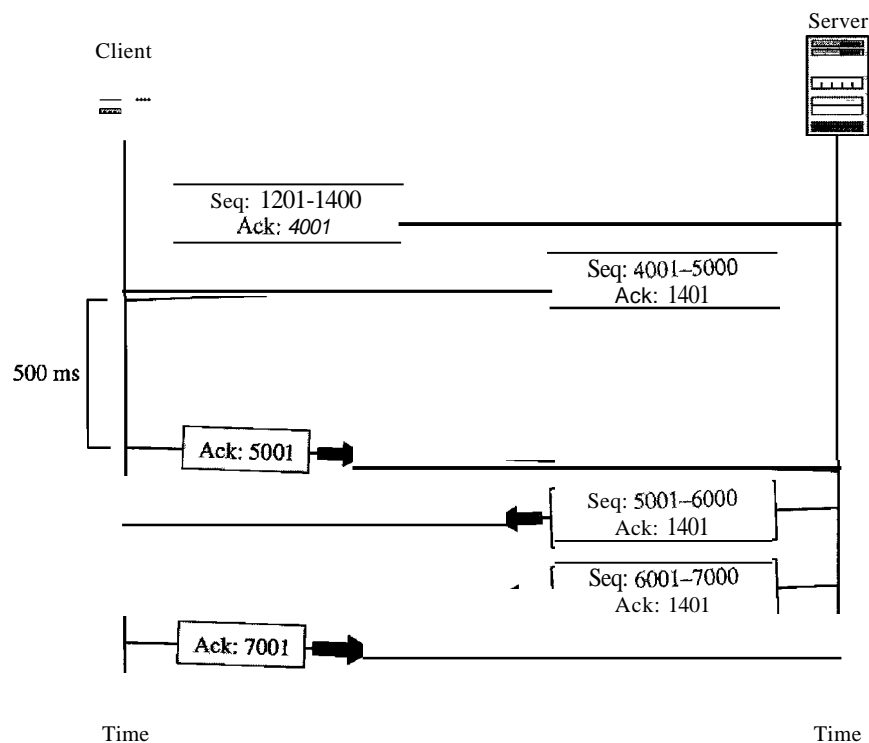 Server
Client
Seq: 1201-1400
Ack: 4001
Seq: 4001–5000
Ack: 1401
500 ms
Ack: 5001
Seq: 5001–6000
Ack: 1401
Seq: 6001–7000
Ack: 1401
Ack: 7001
Time
Time